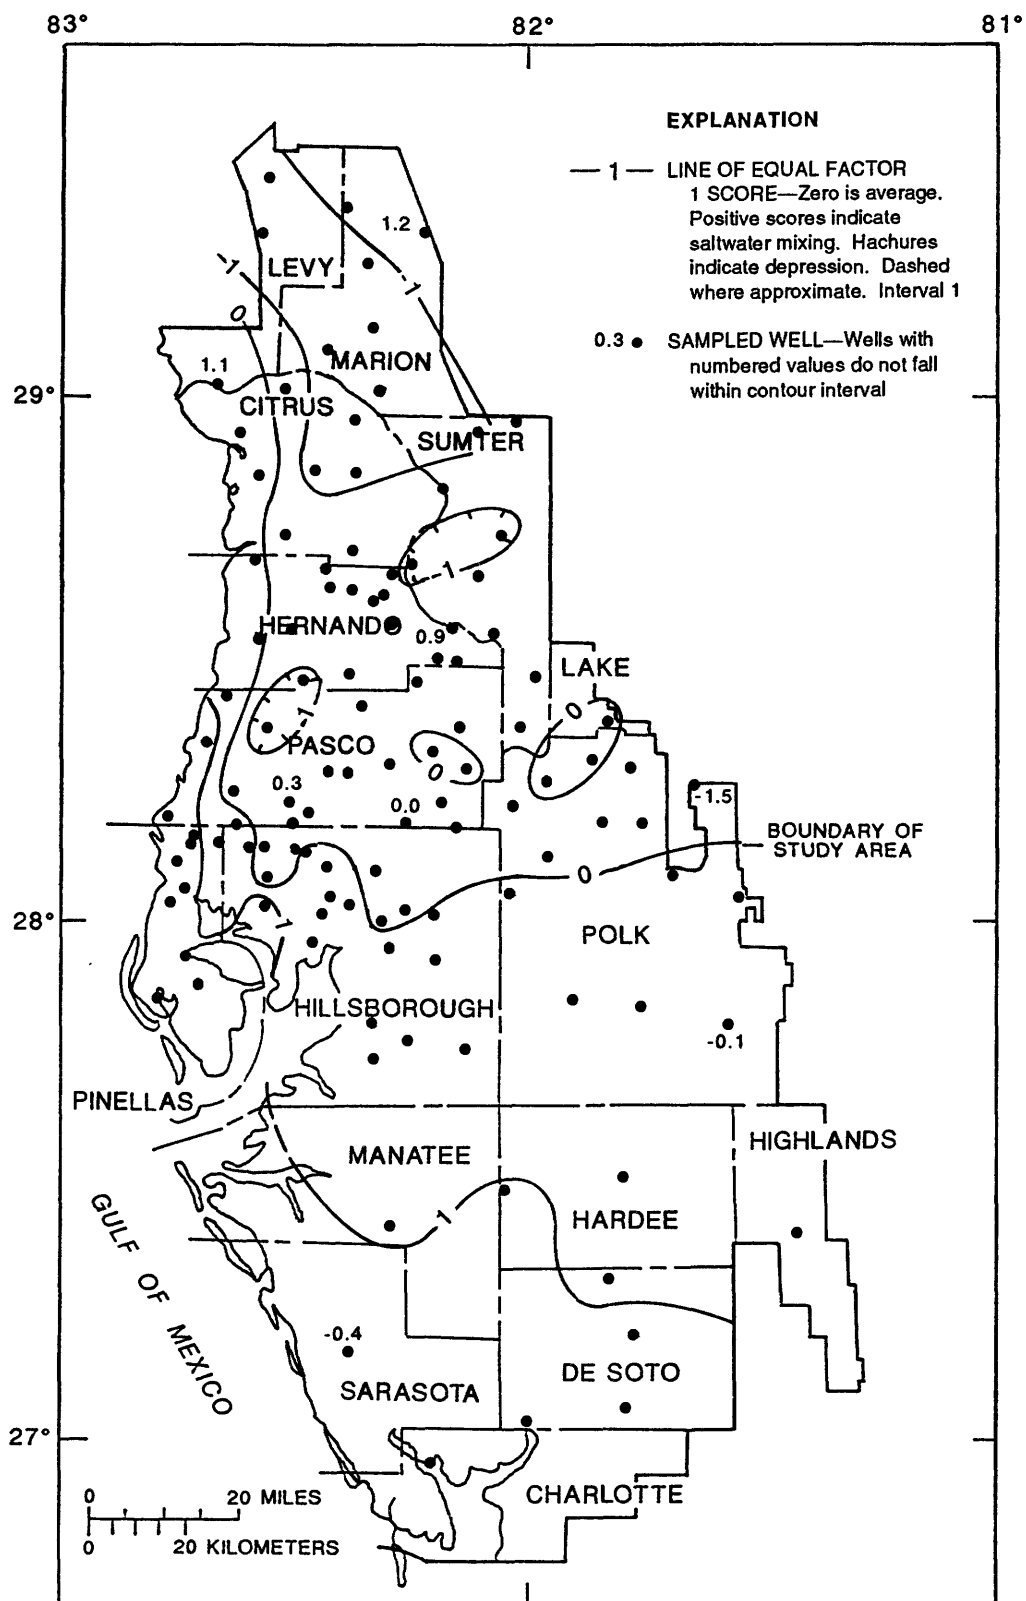 83°
82°
81°
EXPLANATION
— 1 — LINE OF EQUAL FACTOR
1 SCORE—Zero is average.
Positive scores indicate
saltwater mixing. Hachures
indicate depression. Dashed
where approximate. Interval 1
0.3 ● SAMPLED WELL—Wells with
numbered values do not fall
within contour interval
1.2
-1
LEVY
-1
0
1.1
MARION
29°
CITRUS
SUMTER
-1
HERNANDO
0.9
LAKE
0
-1
PASCO
0
0.3
0.0
-1.5
BOUNDARY OF
STUDY AREA
0
28°
1
POLK
HILLSBOROUGH
-0.1
PINELLAS
HIGHLANDS
MANATEE
1
HARDEE
GULF OF MEXICO
-0.4
DE SOTO
SARASOTA
27°
CHARLOTTE
0 20 MILES
0 20 KILOMETERS